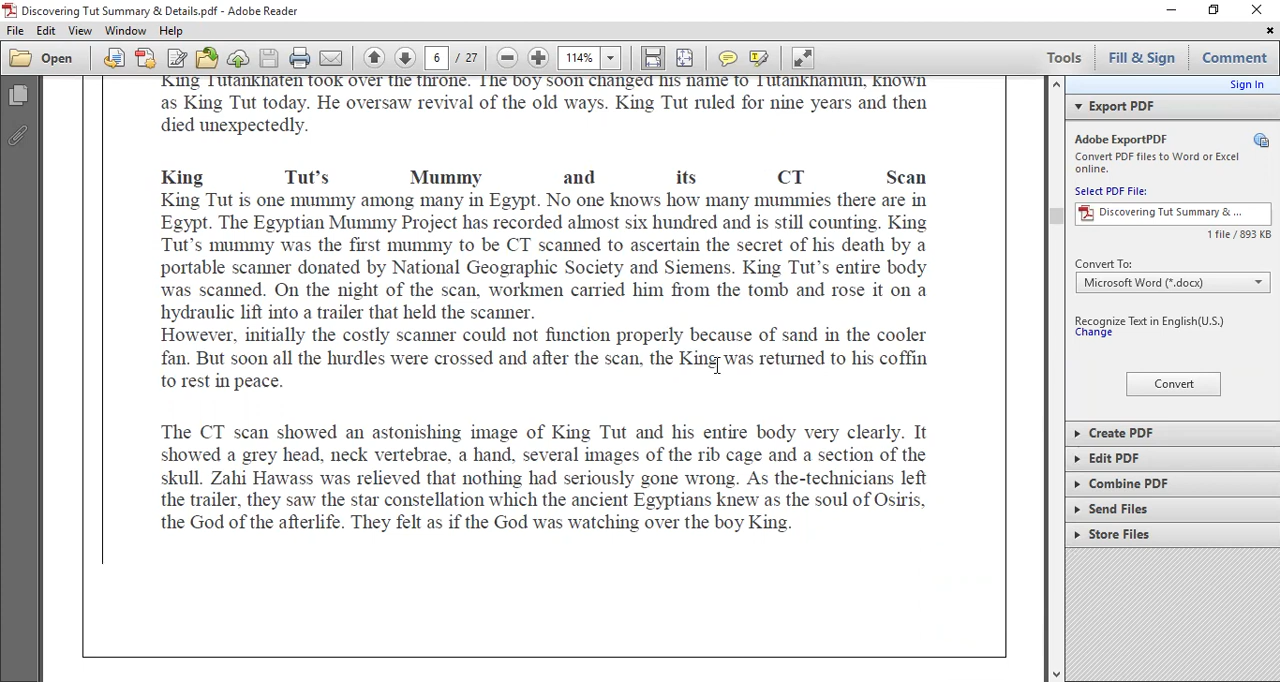 Discovering Tut Summary & Details.pdf - Adobe Reader
File Edit View Window Help
Open 6 / 27 114% Tools Fill & Sign Comment
Sign In
King Tutankhaten took over the throne. The boy soon changed his name to Tutankhamun, known
as King Tut today. He oversaw revival of the old ways. King Tut ruled for nine years and then
died unexpectedly.
King Tut's Mummy and its CT Scan
King Tut is one mummy among many in Egypt. No one knows how many mummies there are in
Egypt. The Egyptian Mummy Project has recorded almost six hundred and is still counting. King
Tut's mummy was the first mummy to be CT scanned to ascertain the secret of his death by a
portable scanner donated by National Geographic Society and Siemens. King Tut's entire body
was scanned. On the night of the scan, workmen carried him from the tomb and rose it on a
hydraulic lift into a trailer that held the scanner.
However, initially the costly scanner could not function properly because of sand in the cooler
fan. But soon all the hurdles were crossed and after the scan, the King was returned to his coffin
to rest in peace.
The CT scan showed an astonishing image of King Tut and his entire body very clearly. It
showed a grey head, neck vertebrae, a hand, several images of the rib cage and a section of the
skull. Zahi Hawass was relieved that nothing had seriously gone wrong. As the-technicians left
the trailer, they saw the star constellation which the ancient Egyptians knew as the soul of Osiris,
the God of the afterlife. They felt as if the God was watching over the boy King.
Export PDF
Adobe ExportPDF
Convert PDF files to Word or Excel
online.
Select PDF File:
Discovering Tut Summary & ...
1 file / 893 KB
Convert To:
Microsoft Word (*.docx)
Recognize Text in English(U.S.)
Change
Convert
Create PDF
Edit PDF
Combine PDF
Send Files
Store Files